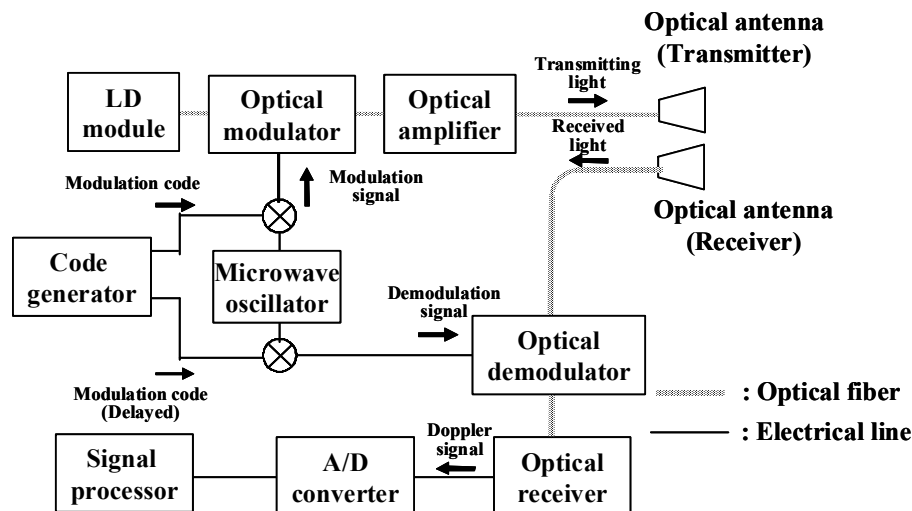 Optical antenna
(Transmitter)
Transmitting
light
LD
module
Optical
modulator
Optical
amplifier
Received
light
Modulation code
Modulation
signal
Optical antenna
(Receiver)
Code
generator
Microwave
oscillator
Demodulation
signal
Optical
demodulator
Modulation code
(Delayed)
: Optical fiber
: Electrical line
Signal
processor
A/D
converter
Doppler
signal
Optical
receiver